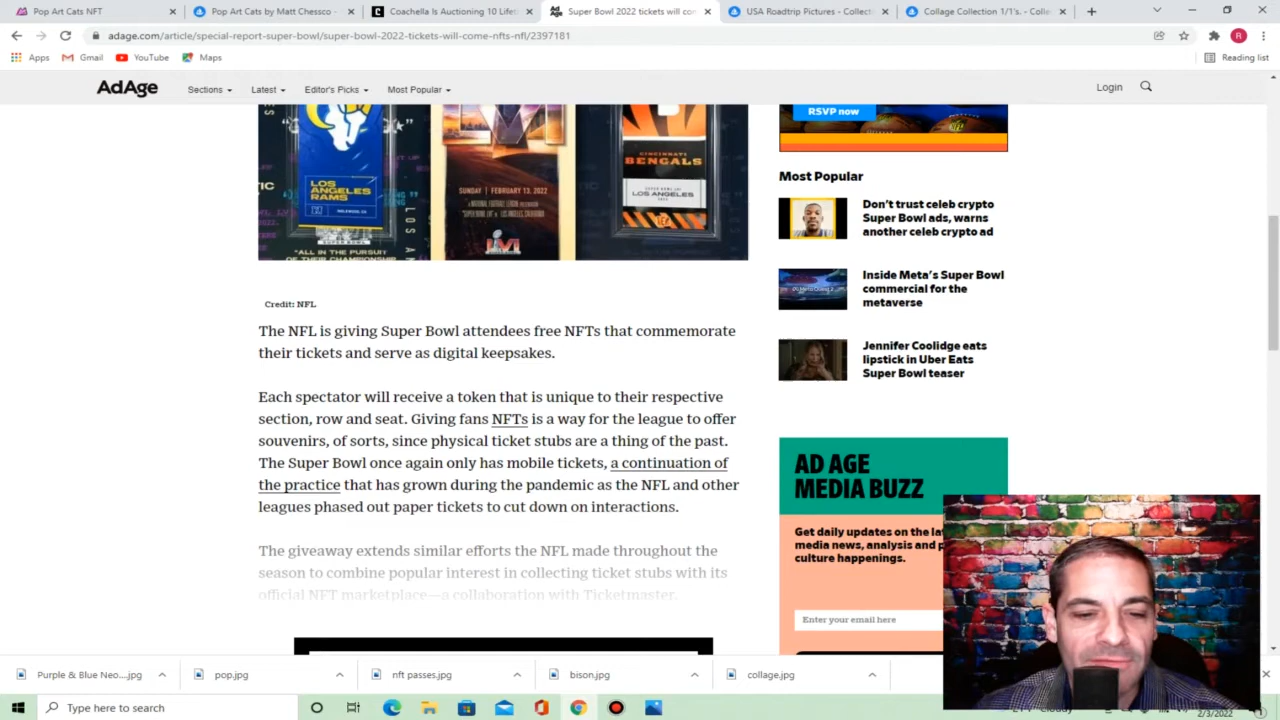 Pop Art Cats NFT
Pop Art Cats by Matt Chessco -
Coachella Is Auctioning 10 Lifet
Super Bowl 2022 tickets will co
USA Roadtrip Pictures - Collect
Collage Collection 1/1's. - Colle
adage.com/article/special-report-super-bowl/super-bowl-2022-tickets-will-come-nfts-nfl/2397181
R
Apps
Gmail
YouTube
Maps
Reading list
AdAge
Sections
Latest
Editor's Picks
Most Popular
Login
RSVP now
LOS ANGELES RAMS
SUNDAY | FEBRUARY 13, 2022
CINCINNATI
BENGALS
LOS ANGELES
LVI
"ALL IN THE PURSUIT
OF THEIR CHAMPIONSHIP
Most Popular
Don't trust celeb crypto
Super Bowl ads, warns
another celeb crypto ad
Inside Meta's Super Bowl
commercial for the
metaverse
Jennifer Coolidge eats
lipstick in Uber Eats
Super Bowl teaser
Credit: NFL
The NFL is giving Super Bowl attendees free NFTs that commemorate
their tickets and serve as digital keepsakes.
Each spectator will receive a token that is unique to their respective
section, row and seat. Giving fans NFTs is a way for the league to offer
souvenirs, of sorts, since physical ticket stubs are a thing of the past.
The Super Bowl once again only has mobile tickets, a continuation of
the practice that has grown during the pandemic as the NFL and other
leagues phased out paper tickets to cut down on interactions.
The giveaway extends similar efforts the NFL made throughout the
season to combine popular interest in collecting ticket stubs with its
official NFT marketplace—a collaboration with Ticketmaster.
AD AGE
MEDIA BUZZ
Get daily updates on the la
media news, analysis and p
culture happenings.
Enter your email here
Purple & Blue Neo....jpg
pop.jpg
nft passes.jpg
bison.jpg
collage.jpg
Type here to search
2/3/2022